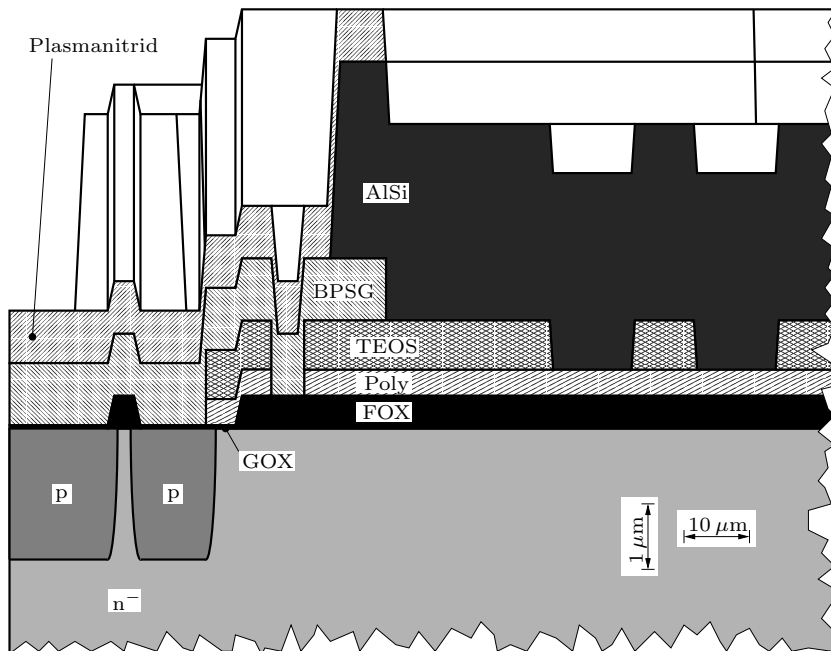 Plasmanitrid
AlSi
BPSG
TEOS
Poly
FOX
GOX
p
p
1 μm
10 μm
n⁻